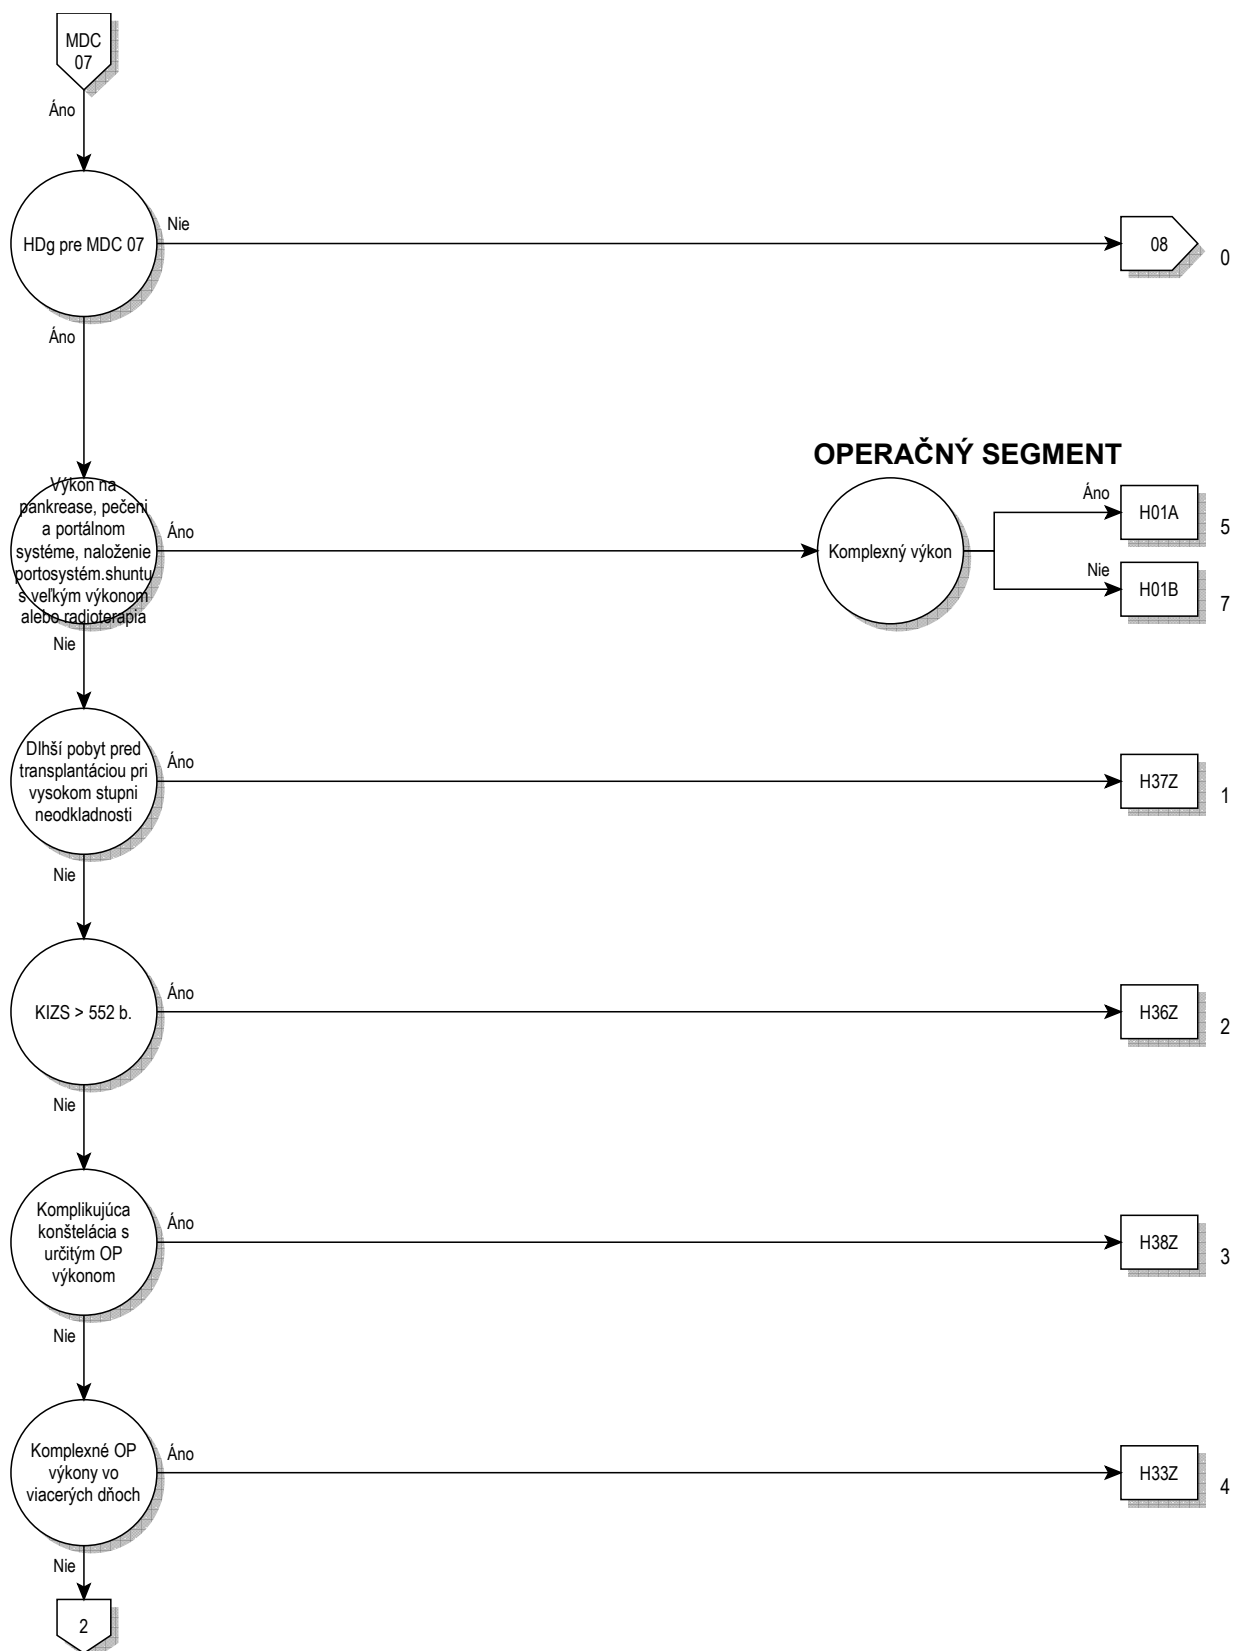 MDC
07
Áno
HDg pre MDC 07
Nie
08
0
Áno
OPERAČNÝ SEGMENT
Výkon na
pankrease, pečeni
a portálnom
systéme, naloženie
portosystém.shuntu
s veľkým výkonom
alebo radioterapia
Áno
Komplexný výkon
Áno
H01A
5
Nie
H01B
7
Nie
Dlhší pobyt pred
transplantáciou pri
vysokom stupni
neodkladnosti
Áno
H37Z
1
Nie
KIZS > 552 b.
Áno
H36Z
2
Nie
Komplikujúca
konštelácia s
určitým OP
výkonom
Áno
H38Z
3
Nie
Komplexné OP
výkony vo
viacerých dňoch
Áno
H33Z
4
Nie
2